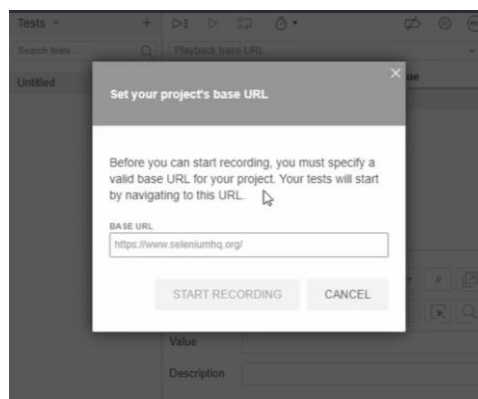 Tests
Search tests...
Playback base URL
Untitled
ue
Set your project's base URL
Before you can start recording, you must specify a
valid base URL for your project. Your tests will start
by navigating to this URL.
BASE URL
https://www.seleniumhq.org/
START RECORDING
CANCEL
Value
Description